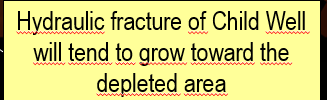 Hydraulic fracture of Child Well
will tend to grow toward the
depleted area